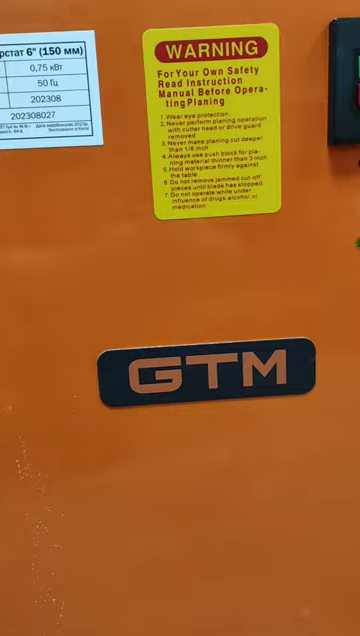 рстат 6" (150 мм)
0,75 кВт
50 Гц
202308
202308027
WARNING
For Your Own Safety
Read Instruction
Manual Before Opera-
ting Planing
1. Wear eye protection.
2. Never perform planing operation
with cutter head or drive guard
removed
3. Never make planing cut deeper
than 1/8 inch
4. Always use push block for pla-
ning material thinner than 3 inch
5. Hold workpiece firmly against
the table.
6. Do not remove jammed cut-off
pieces until blade has stopped.
7. Do not operate while under
influence of drugs, alcohol or
medication
GTM